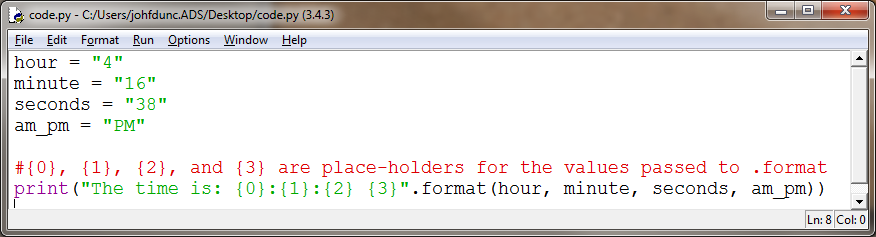 code.py - C:/Users/johfdunc.ADS/Desktop/code.py (3.4.3)
File Edit Format Run Options Window Help
hour = "4"
minute = "16"
seconds = "38"
am_pm = "PM"
#{0}, {1}, {2}, and {3} are place-holders for the values passed to .format
print("The time is: {0}:{1}:{2} {3}".format(hour, minute, seconds, am_pm))
Ln: 8 Col: 0